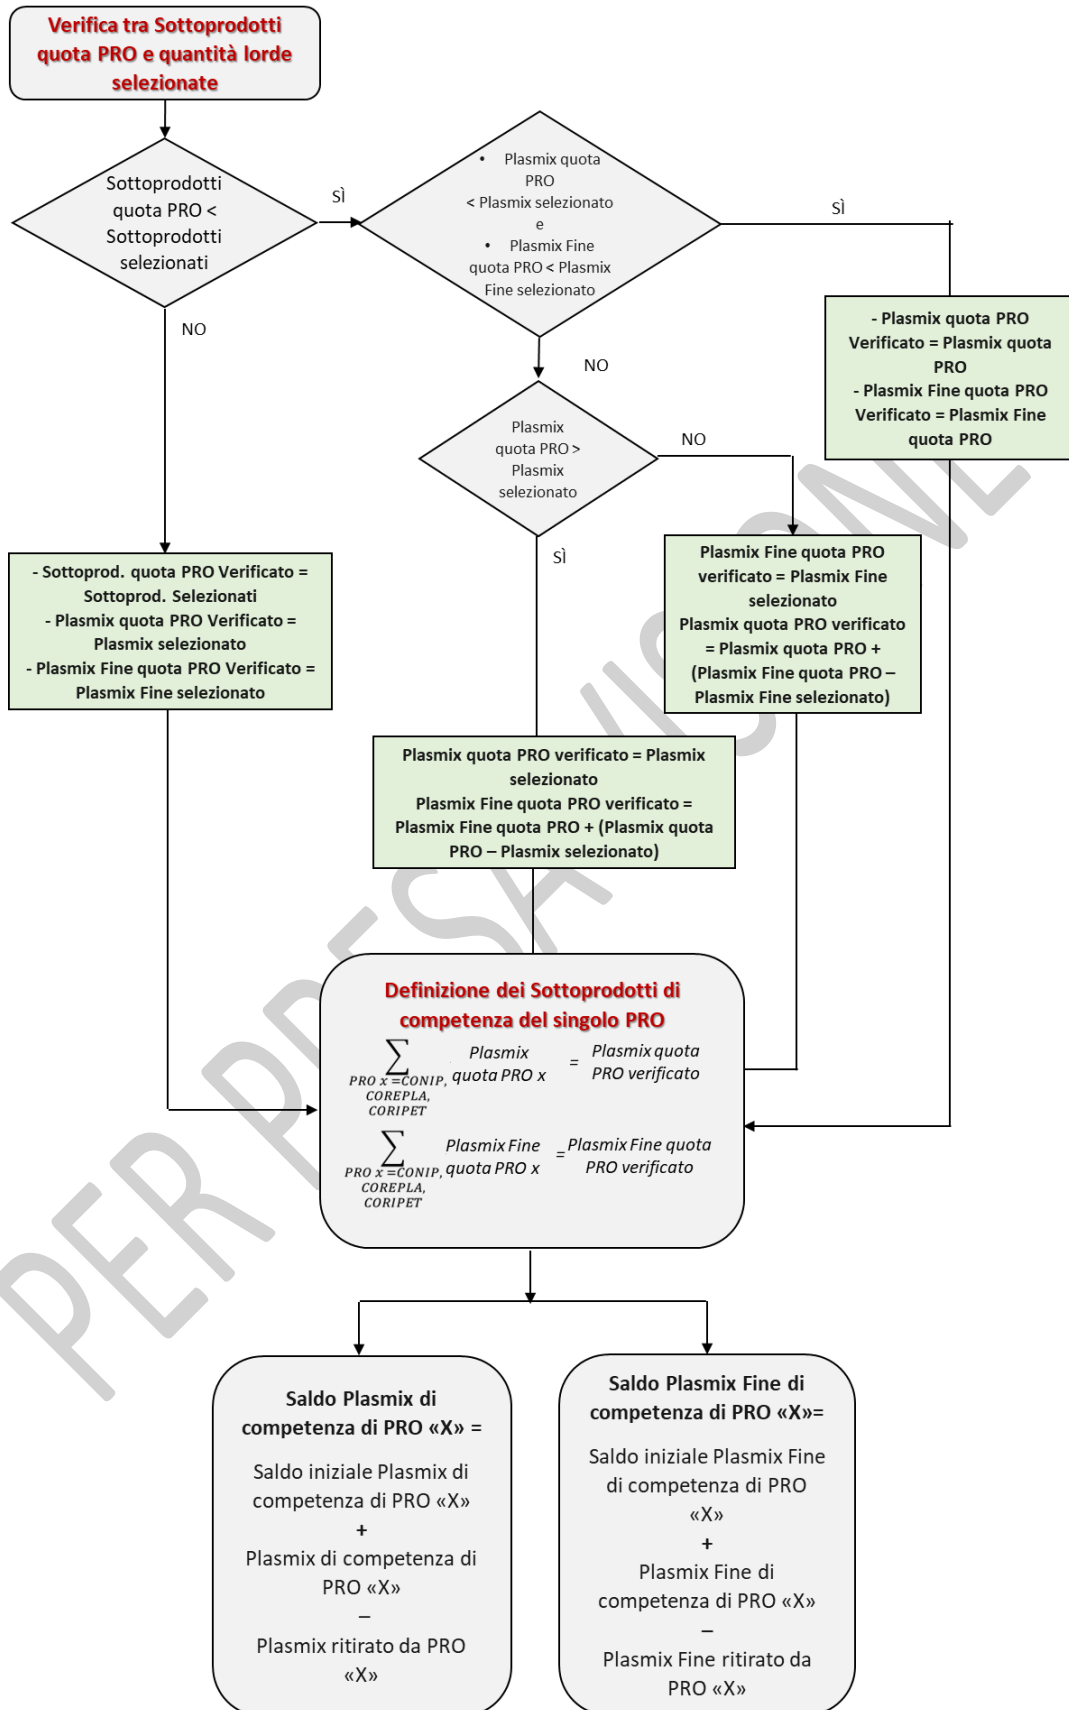 Verifica tra Sottoprodotti
quota PRO e quantità lorde
selezionate
Sottoprodotti
quota PRO <
Sottoprodotti
selezionati
SÌ
• Plasmix quota
PRO
< Plasmix selezionato
e
• Plasmix Fine
quota PRO < Plasmix
Fine selezionato
SÌ
- Plasmix quota PRO
Verificato = Plasmix quota
PRO
- Plasmix Fine quota PRO
Verificato = Plasmix Fine
quota PRO
NO
NO
Plasmix
quota PRO >
Plasmix
selezionato
NO
SÌ
- Sottoprod. quota PRO Verificato =
Sottoprod. Selezionati
- Plasmix quota PRO Verificato =
Plasmix selezionato
- Plasmix Fine quota PRO Verificato =
Plasmix Fine selezionato
Plasmix Fine quota PRO
verificato = Plasmix Fine
selezionato
Plasmix quota PRO verificato
= Plasmix quota PRO +
(Plasmix Fine quota PRO –
Plasmix Fine selezionato)
Plasmix quota PRO verificato = Plasmix
selezionato
Plasmix Fine quota PRO verificato =
Plasmix Fine quota PRO + (Plasmix quota
PRO – Plasmix selezionato)
Definizione dei Sottoprodotti di
competenza del singolo PRO
∑ Plasmix = Plasmix quota
PRO x =CONIP, quota PRO x PRO verificato
COREPLA,
CORIPET
∑ Plasmix Fine =Plasmix Fine quota
PRO x =CONIP, quota PRO x PRO verificato
COREPLA,
CORIPET
Saldo Plasmix di
competenza di PRO «X» =
Saldo iniziale Plasmix di
competenza di PRO «X»
+
Plasmix di competenza di
PRO «X»
–
Plasmix ritirato da PRO
«X»
Saldo Plasmix Fine di
competenza di PRO «X»=
Saldo iniziale Plasmix Fine
di competenza di PRO
«X»
+
Plasmix Fine di
competenza di PRO «X»
–
Plasmix Fine ritirato da
PRO «X»
PER PRESA VISIONE